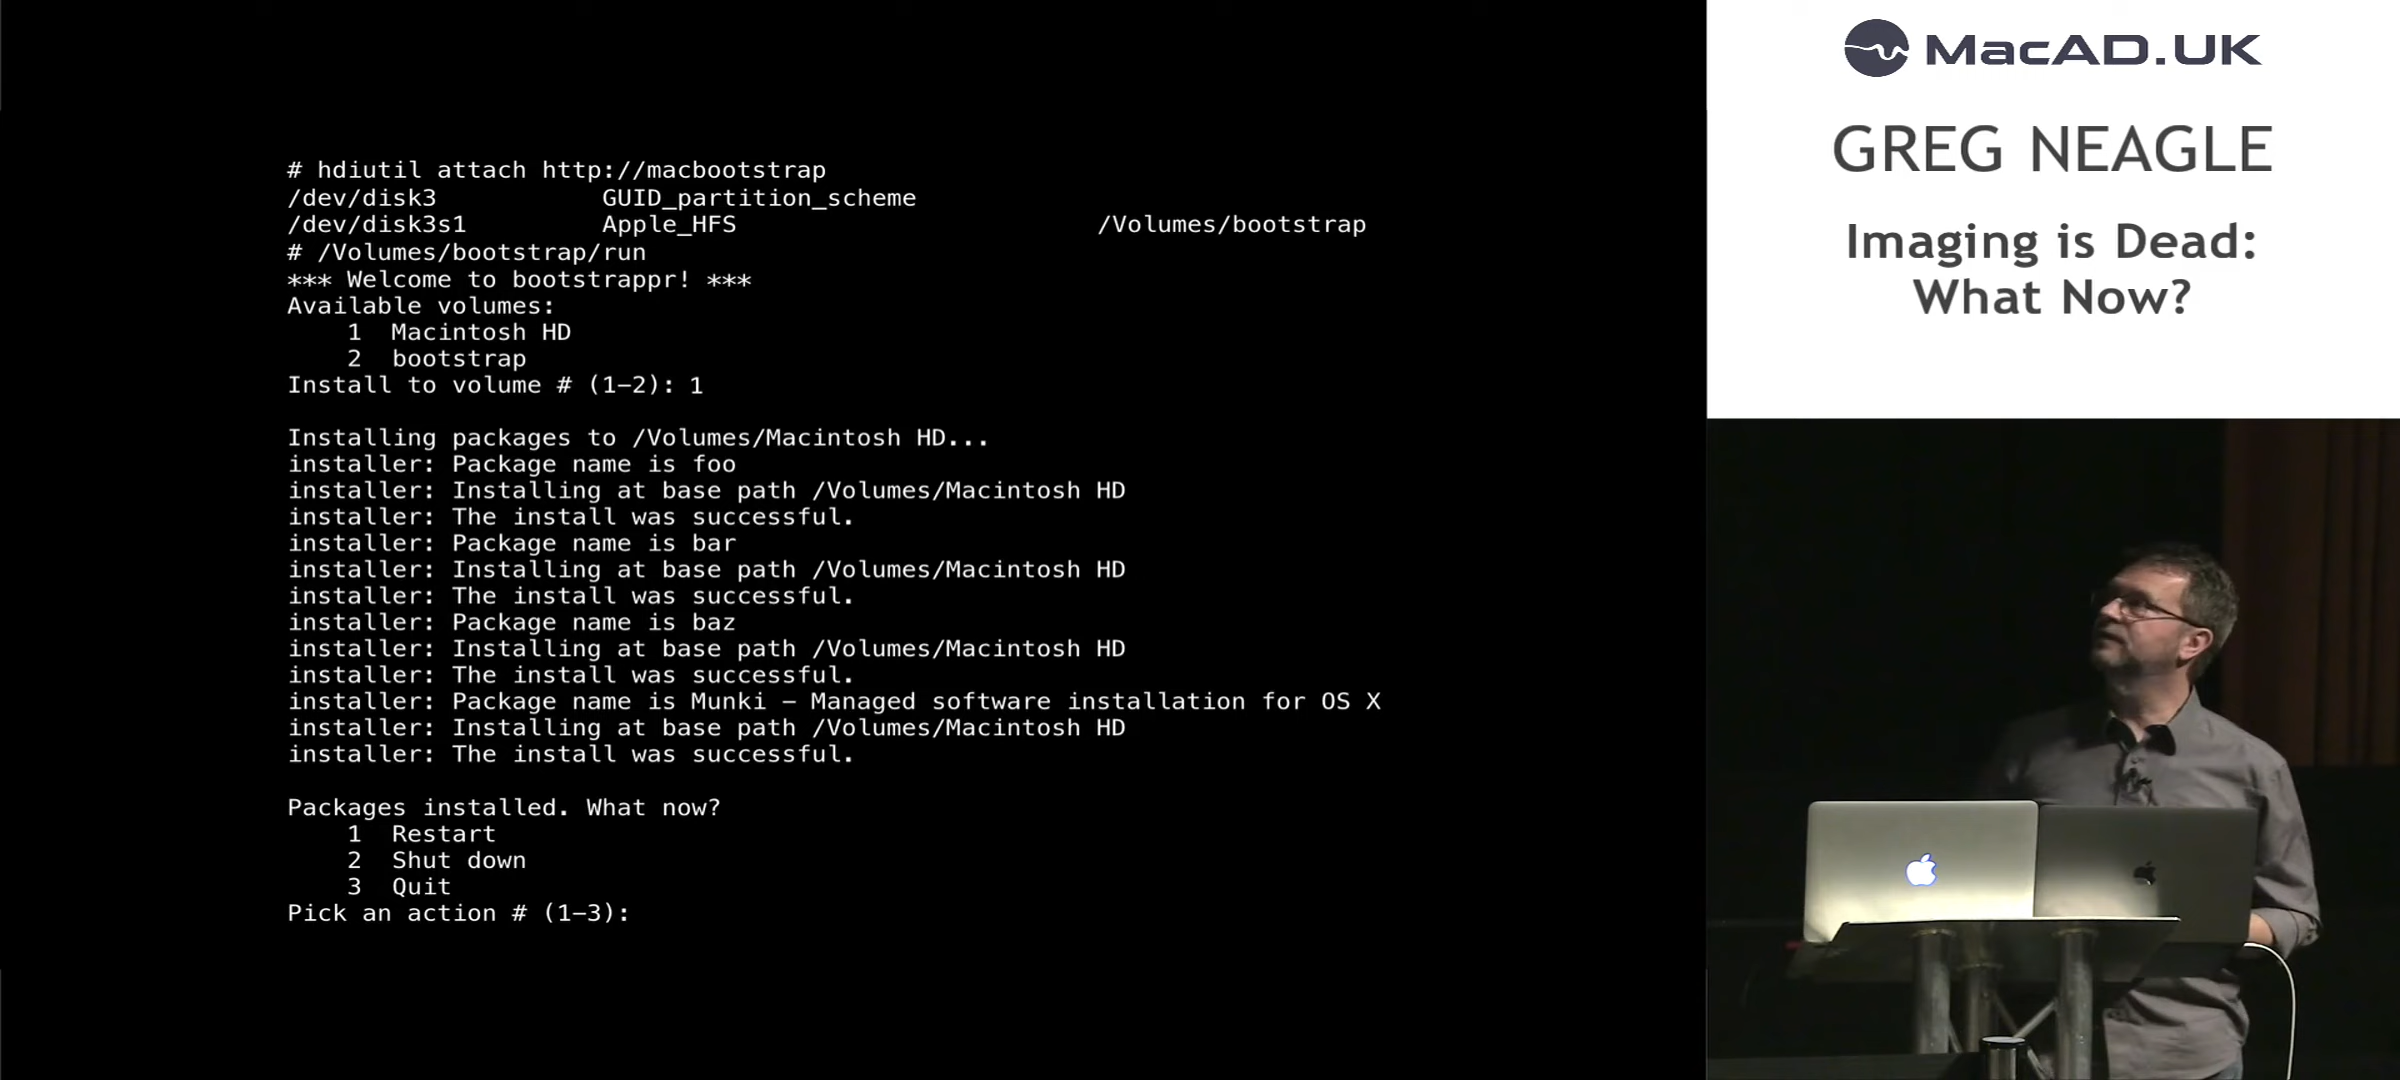 # hdiutil attach http://macbootstrap
/dev/disk3 GUID_partition_scheme
/dev/disk3s1 Apple_HFS /Volumes/bootstrap
# /Volumes/bootstrap/run
*** Welcome to bootstrappr! ***
Available volumes:
1 Macintosh HD
2 bootstrap
Install to volume # (1-2): 1
Installing packages to /Volumes/Macintosh HD...
installer: Package name is foo
installer: Installing at base path /Volumes/Macintosh HD
installer: The install was successful.
installer: Package name is bar
installer: Installing at base path /Volumes/Macintosh HD
installer: The install was successful.
installer: Package name is baz
installer: Installing at base path /Volumes/Macintosh HD
installer: The install was successful.
installer: Package name is Munki - Managed software installation for OS X
installer: Installing at base path /Volumes/Macintosh HD
installer: The install was successful.
Packages installed. What now?
1 Restart
2 Shut down
3 Quit
Pick an action # (1-3):
MacAD.UK
GREG NEAGLE
Imaging is Dead:
What Now?